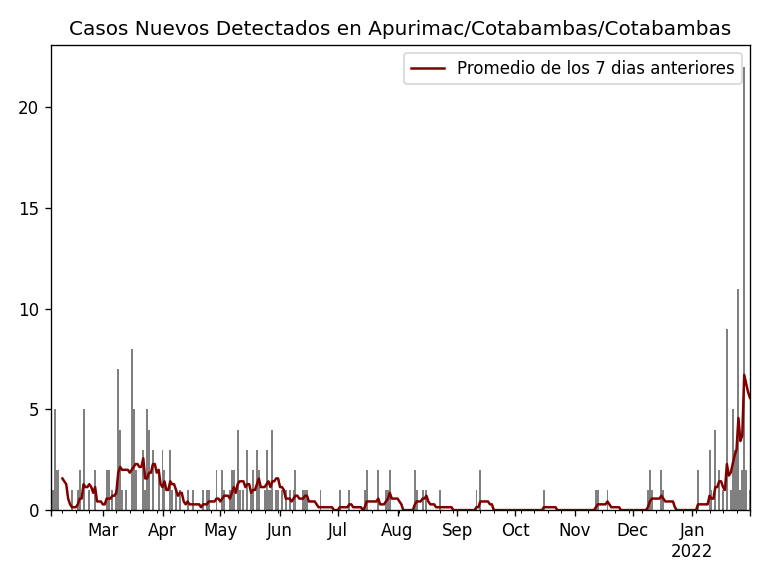 Casos Nuevos Detectados en Apurimac/Cotabambas/Cotabambas
Promedio de los 7 dias anteriores
20
15
10
5
0
Mar Apr May Jun Jul Aug Sep Oct Nov Dec Jan
2022